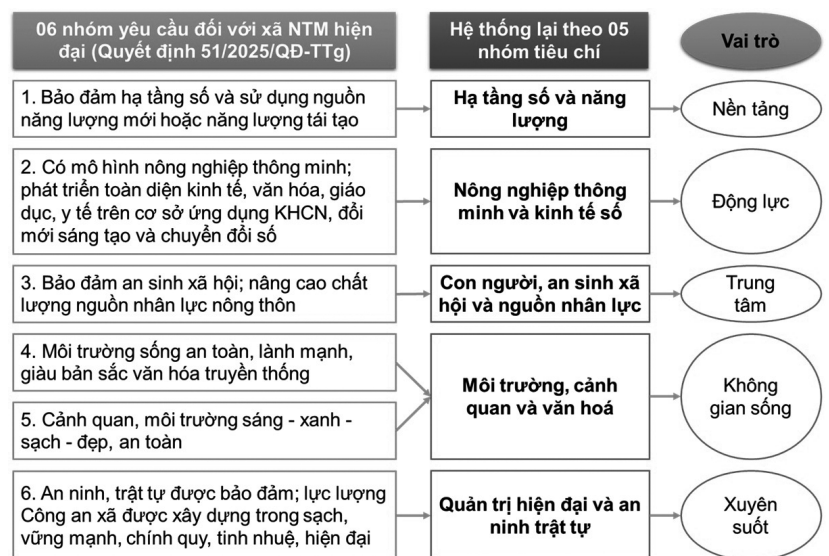 06 nhóm yêu cầu đối với xã NTM hiện
đại (Quyết định 51/2025/QĐ-TTg)
Hệ thống lại theo 05
nhóm tiêu chí
Vai trò
1. Bảo đảm hạ tầng số và sử dụng nguồn
năng lượng mới hoặc năng lượng tái tạo
Hạ tầng số và năng
lượng
Nền tảng
2. Có mô hình nông nghiệp thông minh;
phát triển toàn diện kinh tế, văn hóa, giáo
dục, y tế trên cơ sở ứng dụng KHCN, đổi
mới sáng tạo và chuyển đổi số
Nông nghiệp thông
minh và kinh tế số
Động lực
3. Bảo đảm an sinh xã hội; nâng cao chất
lượng nguồn nhân lực nông thôn
Con người, an sinh xã
hội và nguồn nhân lực
Trung
tâm
4. Môi trường sống an toàn, lành mạnh,
giàu bản sắc văn hóa truyền thống
5. Cảnh quan, môi trường sáng - xanh -
sạch - đẹp, an toàn
Môi trường, cảnh
quan và văn hoá
Không
gian sống
6. An ninh, trật tự được bảo đảm; lực lượng
Công an xã được xây dựng trong sạch,
vững mạnh, chính quy, tinh nhuệ, hiện đại
Quản trị hiện đại và an
ninh trật tự
Xuyên
suốt